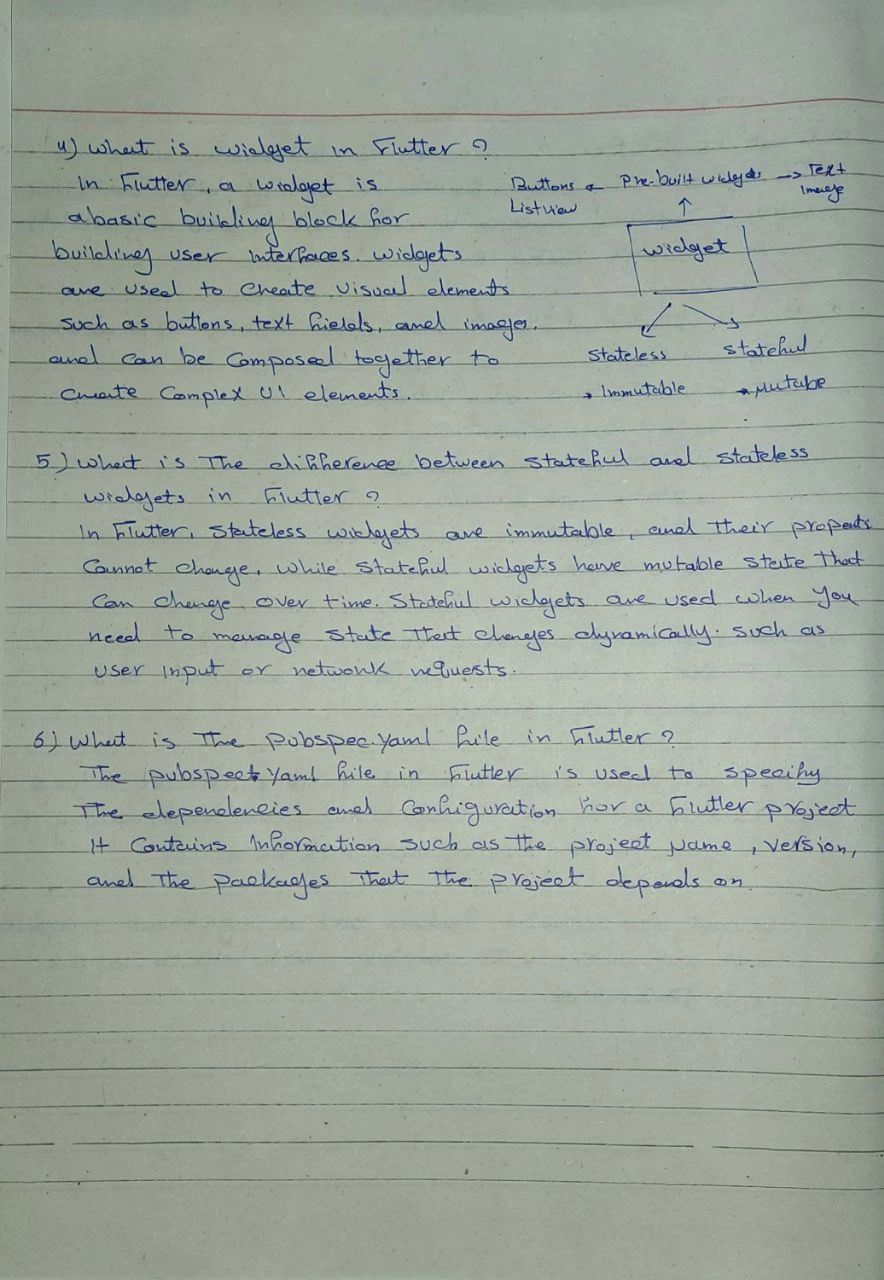 4) What is widget in Flutter ?
In Flutter, a widget is
a basic building block for
building user interfaces. widgets
are used to create visual elements
such as buttons, text fields, and images.
and can be composed together to
create complex UI elements.
Buttons ← Pre-built widgets → Text
Listview Image
↑
widget
Stateless Stateful
→ Immutable → Mutable
5) What is The difference between stateful and stateless
widgets in Flutter ?
In Flutter, Stateless widgets are immutable, and their properti
Cannot change, while stateful widgets have mutable state that
Can change over time. Stateful widgets are used when you
need to manage state that changes dynamically. such as
user input or network requests.
6) What is The pubspec.yaml file in Flutter ?
The pubspec yaml file in Flutter is used to specify
The dependencies and Configuration for a Flutter project
It Contains Information such as the project Name, version,
and The packages That The project depends on.